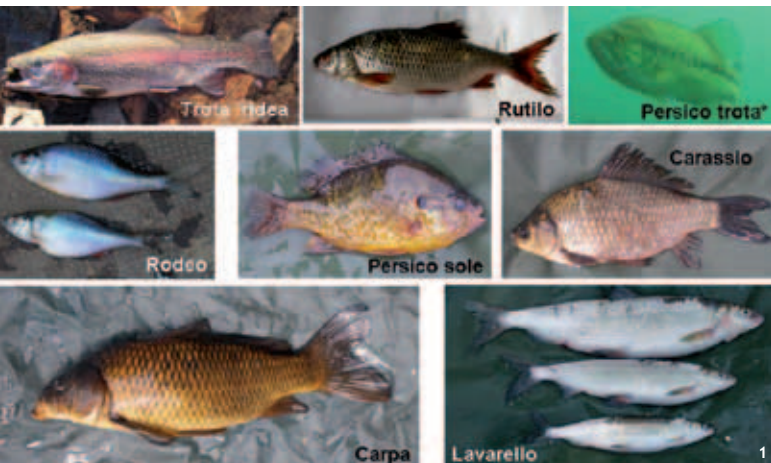 Trota iridea
Rutilo
Persico trota*
Rodeo
Persico sole
Carassio
Carpa
Lavarello
1